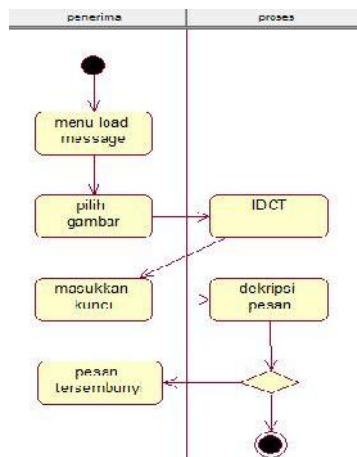 penerima
proses
menu load
message
pilih
gambar
IDCT
masukkan
kunci
dekripsi
pesan
pesan
tersembunyi